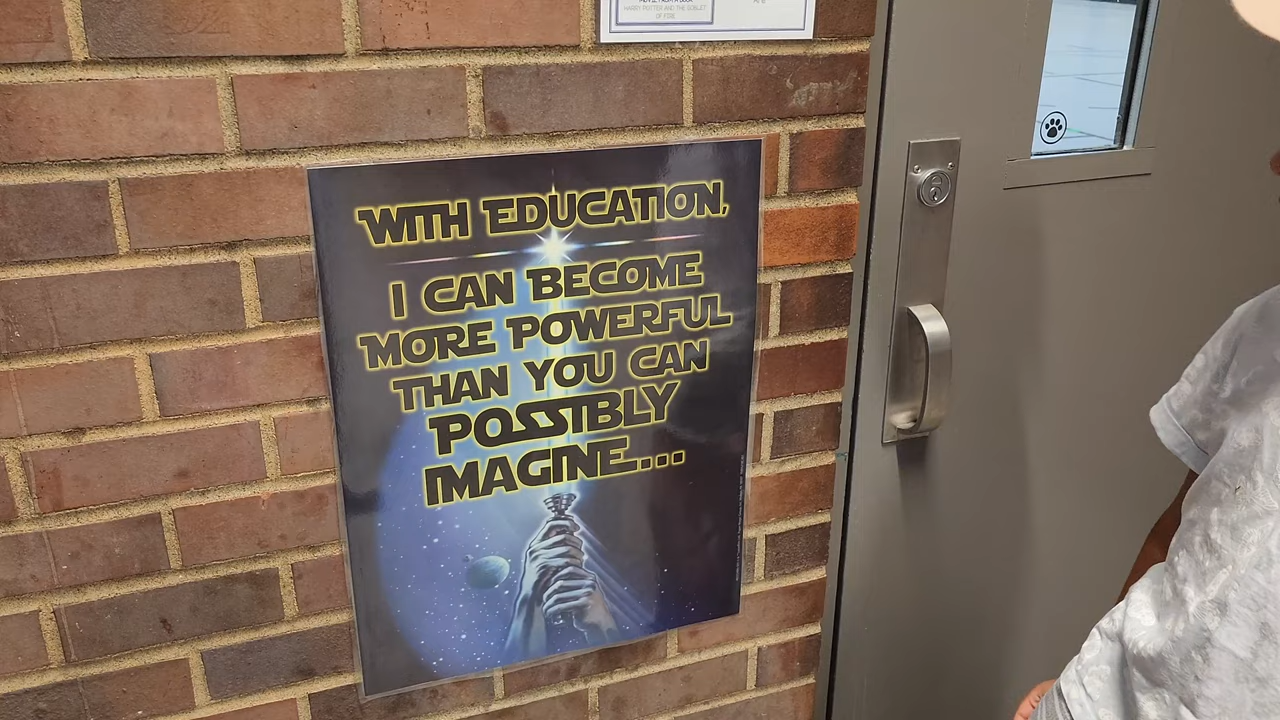 HARRY POTTER AND THE GOBLET
OF FIRE
WITH EDUCATION,
I CAN BECOME
MORE POWERFUL
THAN YOU CAN
POSSIBLY
IMAGINE...